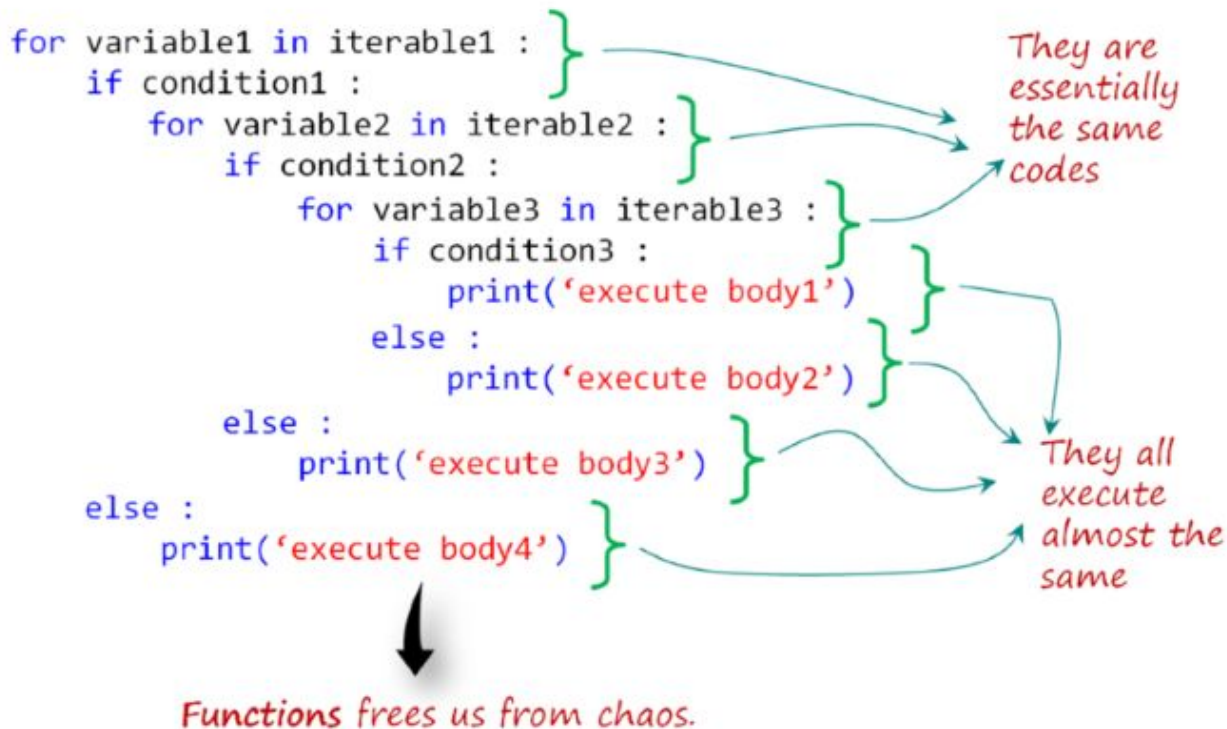 for variable1 in iterable1 :
if condition1 :
for variable2 in iterable2 :
if condition2 :
for variable3 in iterable3 :
if condition3 :
print(‘execute body1’)
else :
print(‘execute body2’)
else :
print(‘execute body3’)
else :
print(‘execute body4’)
They are
essentially
the same
codes
They all
execute
almost the
same
Functions frees us from chaos.